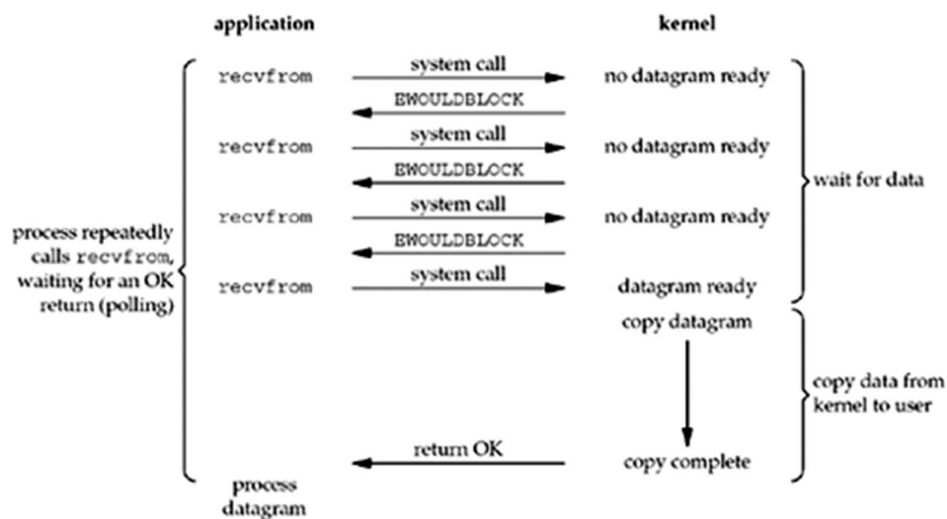 application
kernel
recvfrom
system call
no datagram ready
EWOULDBLOCK
recvfrom
system call
no datagram ready
EWOULDBLOCK
recvfrom
system call
no datagram ready
EWOULDBLOCK
recvfrom
system call
datagram ready
wait for data
process repeatedly
calls recvfrom,
waiting for an OK
return (polling)
copy datagram
copy data from
kernel to user
return OK
copy complete
process
datagram